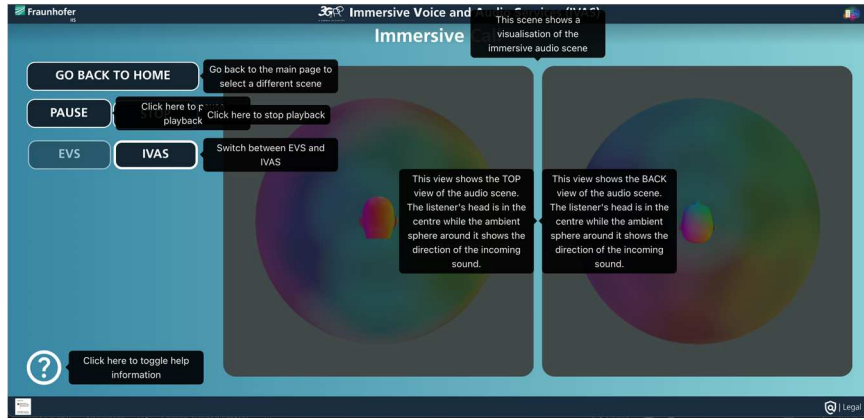 Fraunhofer
IIS
3GPP Immersive Voice and Audio Services (IVAS)
Immersive
This scene shows a
visualisation of the
immersive audio scene
GO BACK TO HOME
Go back to the main page to
select a different scene
PAUSE
Click here to pause
playback
Click here to stop playback
EVS
IVAS
Switch between EVS and
IVAS
This view shows the TOP
view of the audio scene.
The listener's head is in the
centre while the ambient
sphere around it shows the
direction of the incoming
sound.
This view shows the BACK
view of the audio scene.
The listener's head is in the
centre while the ambient
sphere around it shows the
direction of the incoming
sound.
?
Click here to toggle help
information
| Legal